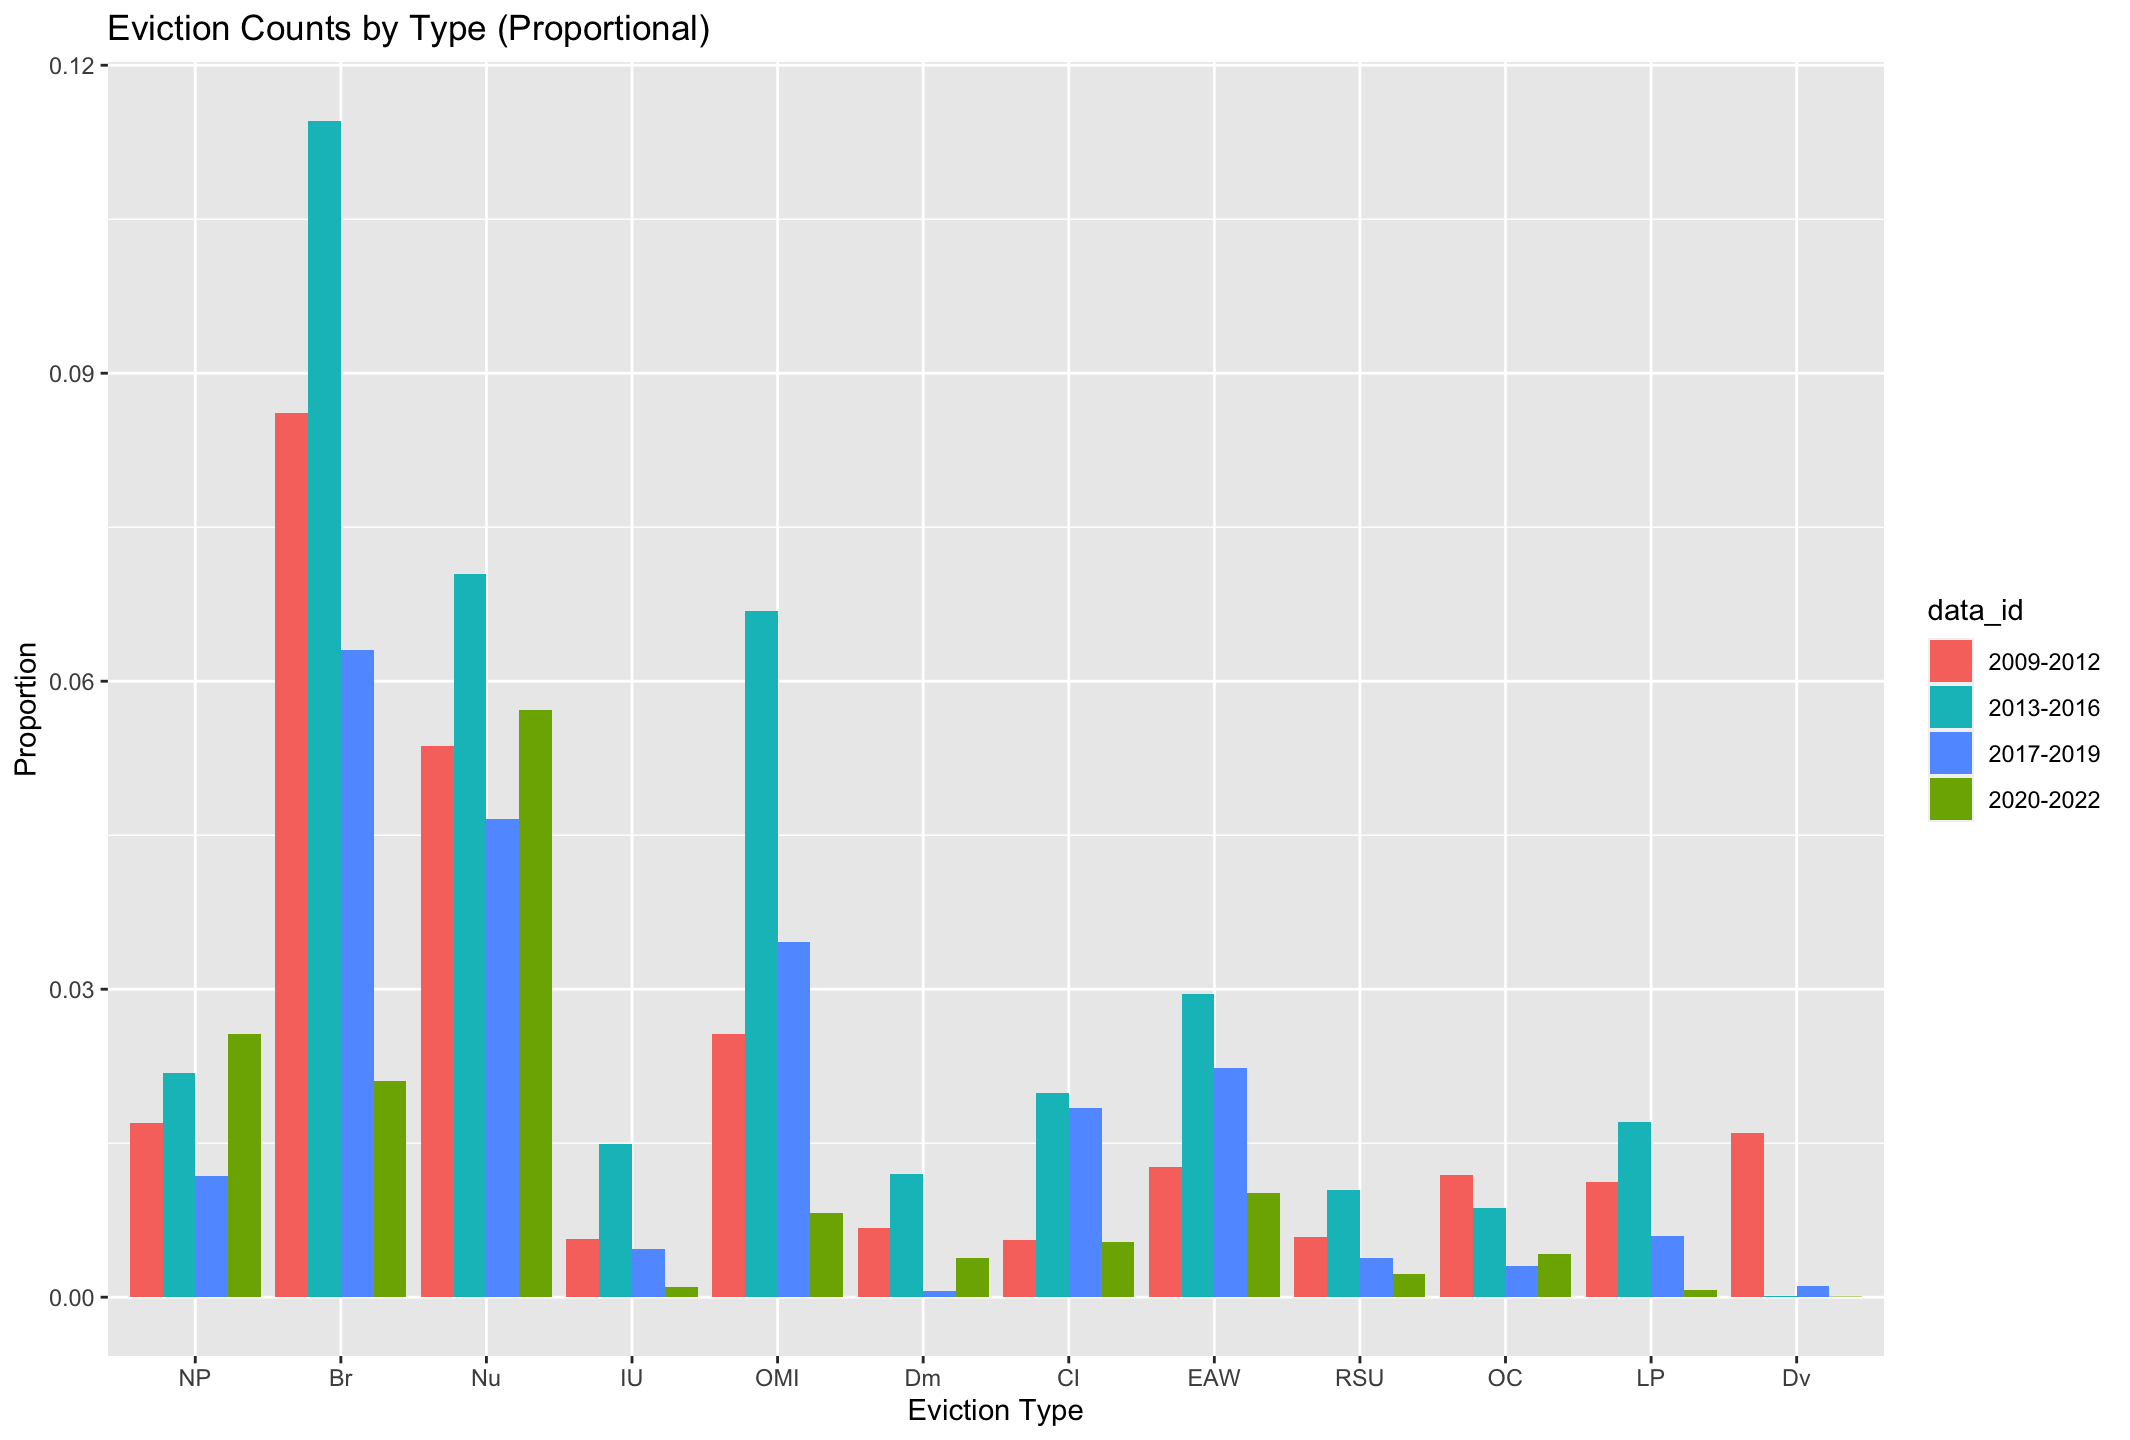 Eviction Counts by Type (Proportional)
0.12
0.09
0.06
0.03
0.00
Proportion
NP Br Nu IU OMI Dm CI EAW RSU OC LP Dv
Eviction Type
data_id
2009-2012
2013-2016
2017-2019
2020-2022